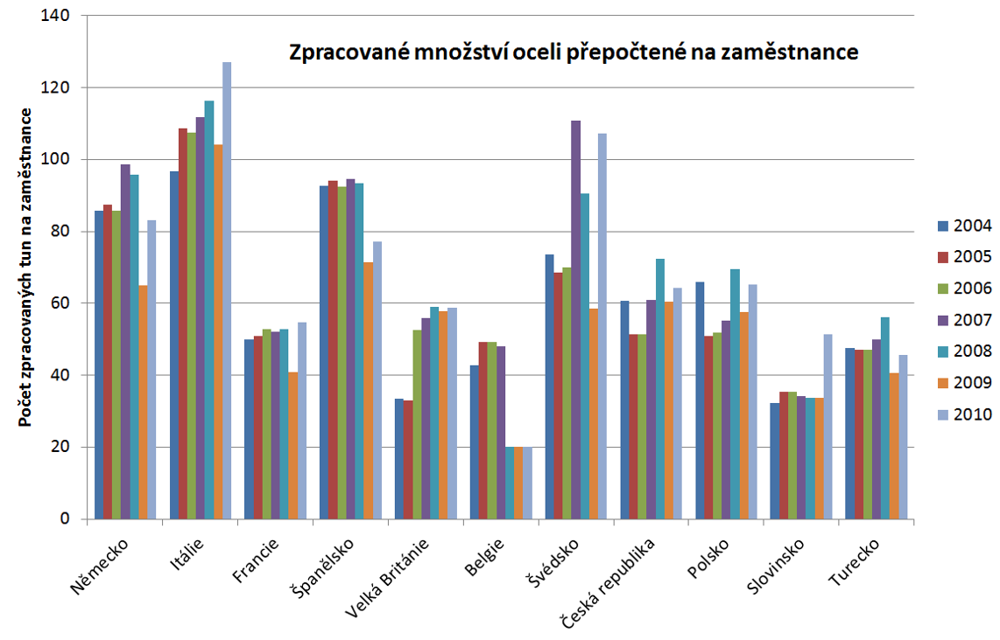 Zpracované množství oceli přepočtené na zaměstnance
Počet zpracovaných tun na zaměstnance
140
120
100
80
60
40
20
0
Německo
Itálie
Francie
Španělsko
Velká Británie
Belgie
Švédsko
Česká republika
Polsko
Slovinsko
Turecko
2004
2005
2006
2007
2008
2009
2010